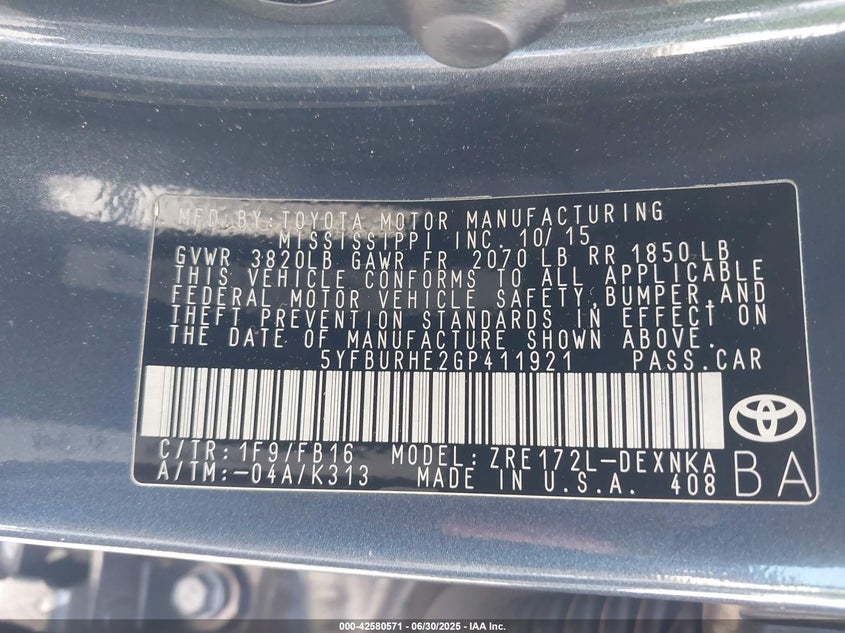 MFD. BY: TOYOTA MOTOR MANUFACTURING
MISSISSIPPI INC. 10/15
GVWR 3820LB GAWR FR 2070 LB RR 1850 LB
THIS VEHICLE CONFORMS TO ALL APPLICABLE
FEDERAL MOTOR VEHICLE SAFETY, BUMPER, AND
THEFT PREVENTION STANDARDS IN EFFECT ON
THE DATE OF MANUFACTURE SHOWN ABOVE.
5YFBURHE2GP411921 PASS. CAR
C/TR: 1F9/FB16 MODEL: ZRE172L-DEXNKA
A/TM: -04A/K313 MADE IN U.S.A. 408 BA
000-42580571 - 06/30/2025 - IAA Inc.